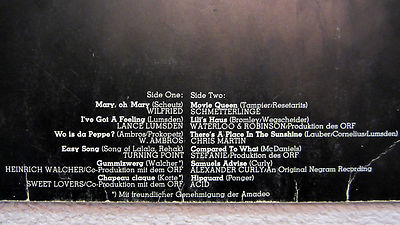 Side One:
Mary, oh Mary (Scheutz)
WILFRIED
I've Got A Feeling (Lumsden)
LANCE LUMSDEN
Wo is da Peppe? (Ambros/Prokopetz)
W. AMBROS
Easy Song (Song of Lalala, Rehak)
TURNING POINT
Gummizwerg (Walcher*)
HEINRICH WALCHER/Co-Produktion mit dem ORF
Chapeau claque (Korte*)
SWEET LOVERS/Co-Produktion mit dem ORF
Side Two:
Movie Queen (Tampier/Resetarits)
SCHMETTERLINGE
Lili's Haus (Bramley/Wegscheider)
WATERLOO & ROBINSON/Produktion des ORF
There's A Place In The Sunshine (Lauber/Cornelius/Lumsden)
CHRIS MARTIN
Compared To What (McDaniels)
STEFANIE/Produktion des ORF
Samuels Advise (Curly)
ALEXANDER CURLY/An Original Negram Recording
Hipguard (Ponger)
ACID
*) Mit freundlicher Genehmigung der Amadeo